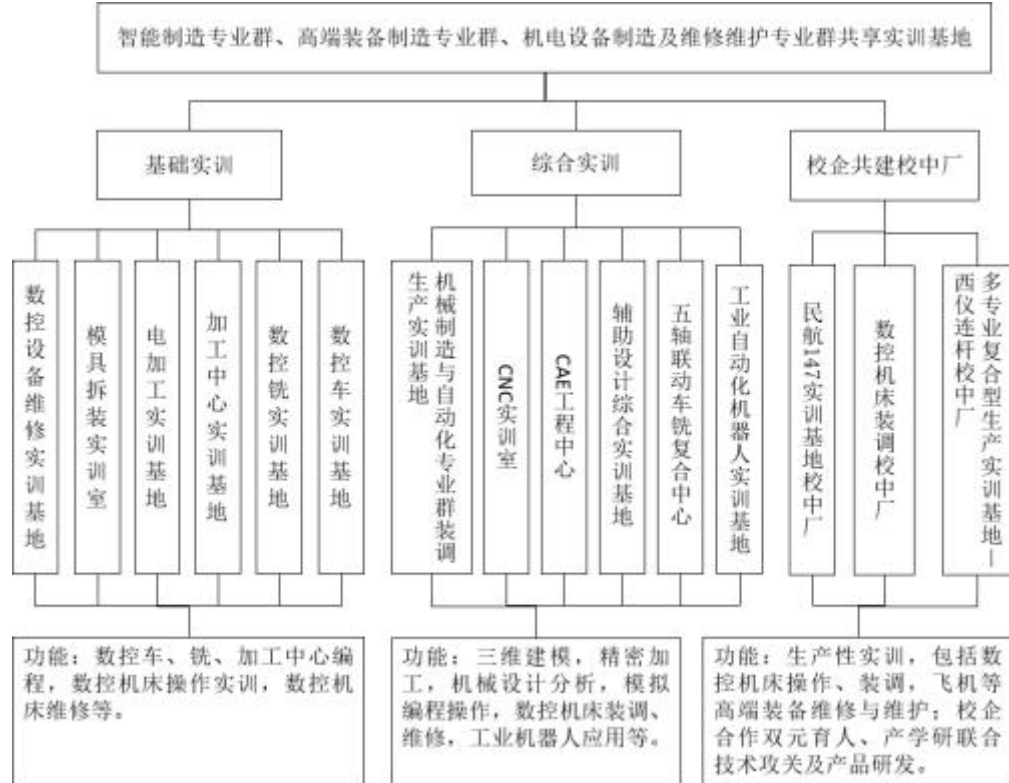 智能制造专业群、高端装备制造专业群、机电设备制造及维修维护专业群共享实训基地
基础实训
综合实训
校企共建校中厂
数控设备维修实训基地
模具拆装实训室
电加工实训基地
加工中心实训基地
数控铣实训基地
数控车实训基地
机械制造与自动化专业群装调
生产实训基地
CNC实训室
CAE工程中心
辅助设计综合实训基地
五轴联动车铣复合中心
工业自动化机器人实训基地
民航147实训基地校中厂
数控机床装调校中厂
多专业复合型生产实训基地—
西仪连杆校中厂
功能：数控车、铣、加工中心编
程，数控机床操作实训，数控机
床维修等。
功能：三维建模，精密加
工，机械设计分析，模拟
编程操作，数控机床装调、
维修，工业机器人应用等。
功能：生产性实训，包括数
控机床操作、装调，飞机等
高端装备维修与维护；校企
合作双元育人、产学研联合
技术攻关及产品研发。